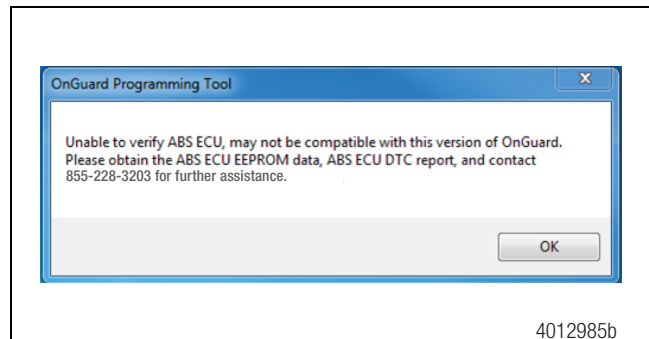 OnGuard Programming Tool
X
Unable to verify ABS ECU, may not be compatible with this version of OnGuard.
Please obtain the ABS ECU EEPROM data, ABS ECU DTC report, and contact
855-228-3203 for further assistance.
OK
4012985b